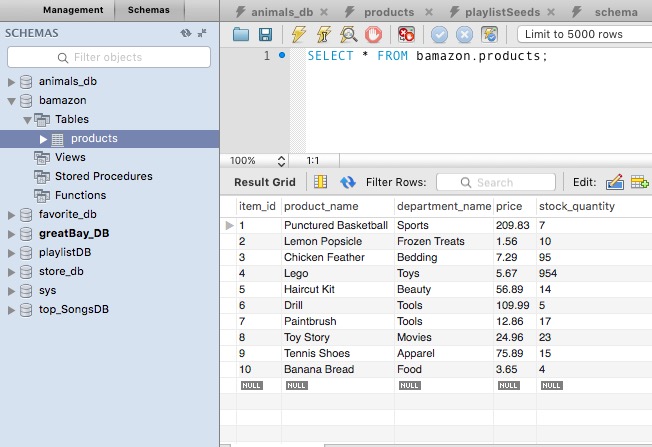 Management Schemas
SCHEMAS
Filter objects
animals_db
bamazon
Tables
products
Views
Stored Procedures
Functions
favorite_db
greatBay_DB
playlistDB
store_db
sys
top_SongsDB
animals_db products playlistSeeds schema
Limit to 5000 rows
1 SELECT * FROM bamazon.products;
100% 1:1
Result Grid Filter Rows: Search Edit:
item_id product_name department_name price stock_quantity
1 Punctured Basketball Sports 209.83 7
2 Lemon Popsicle Frozen Treats 1.56 10
3 Chicken Feather Bedding 7.29 95
4 Lego Toys 5.67 954
5 Haircut Kit Beauty 56.89 14
6 Drill Tools 109.99 5
7 Paintbrush Tools 12.86 17
8 Toy Story Movies 24.96 23
9 Tennis Shoes Apparel 75.89 15
10 Banana Bread Food 3.65 4
NULL NULL NULL NULL NULL